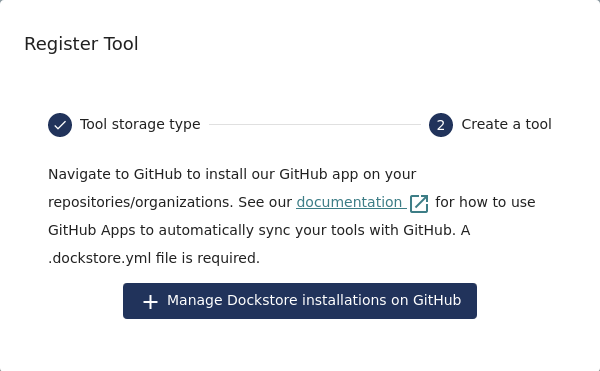 Register Tool
Tool storage type
2 Create a tool
Navigate to GitHub to install our GitHub app on your
repositories/organizations. See our documentation for how to use
GitHub Apps to automatically sync your tools with GitHub. A
.dockstore.yml file is required.
Manage Dockstore installations on GitHub